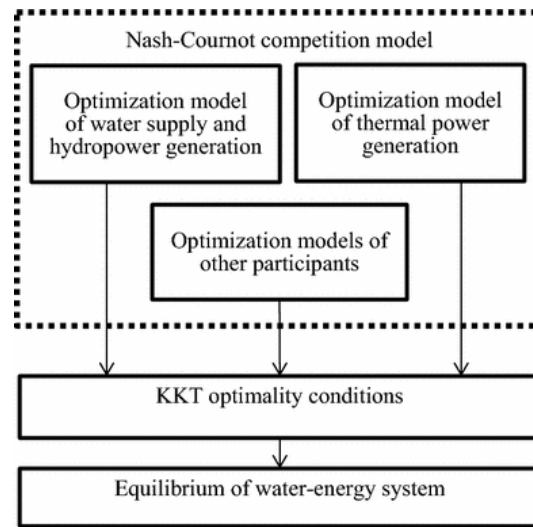 Nash-Cournot competition model
Optimization model
of water supply and
hydropower generation
Optimization model
of thermal power
generation
Optimization models of
other participants
KKT optimality conditions
Equilibrium of water-energy system